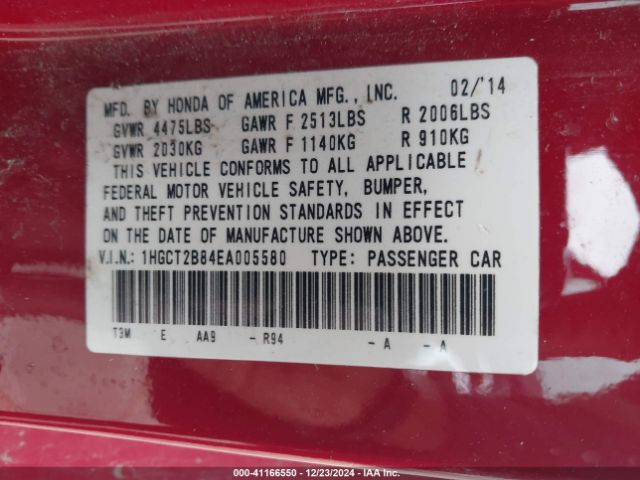 MFD. BY HONDA OF AMERICA MFG., INC. 02/'14
GVWR 4475LBS GAWR F 2513LBS R 2006LBS
GVWR 2030KG GAWR F 1140KG R 910KG
THIS VEHICLE CONFORMS TO ALL APPLICABLE
FEDERAL MOTOR VEHICLE SAFETY, BUMPER,
AND THEFT PREVENTION STANDARDS IN EFFECT
ON THE DATE OF MANUFACTURE SHOWN ABOVE.
V.I.N.: 1HGCT2B84EA005580 TYPE: PASSENGER CAR
T3M E AA9 - R94 - A - A
000-41166550 - 12/23/2024 - IAA Inc.